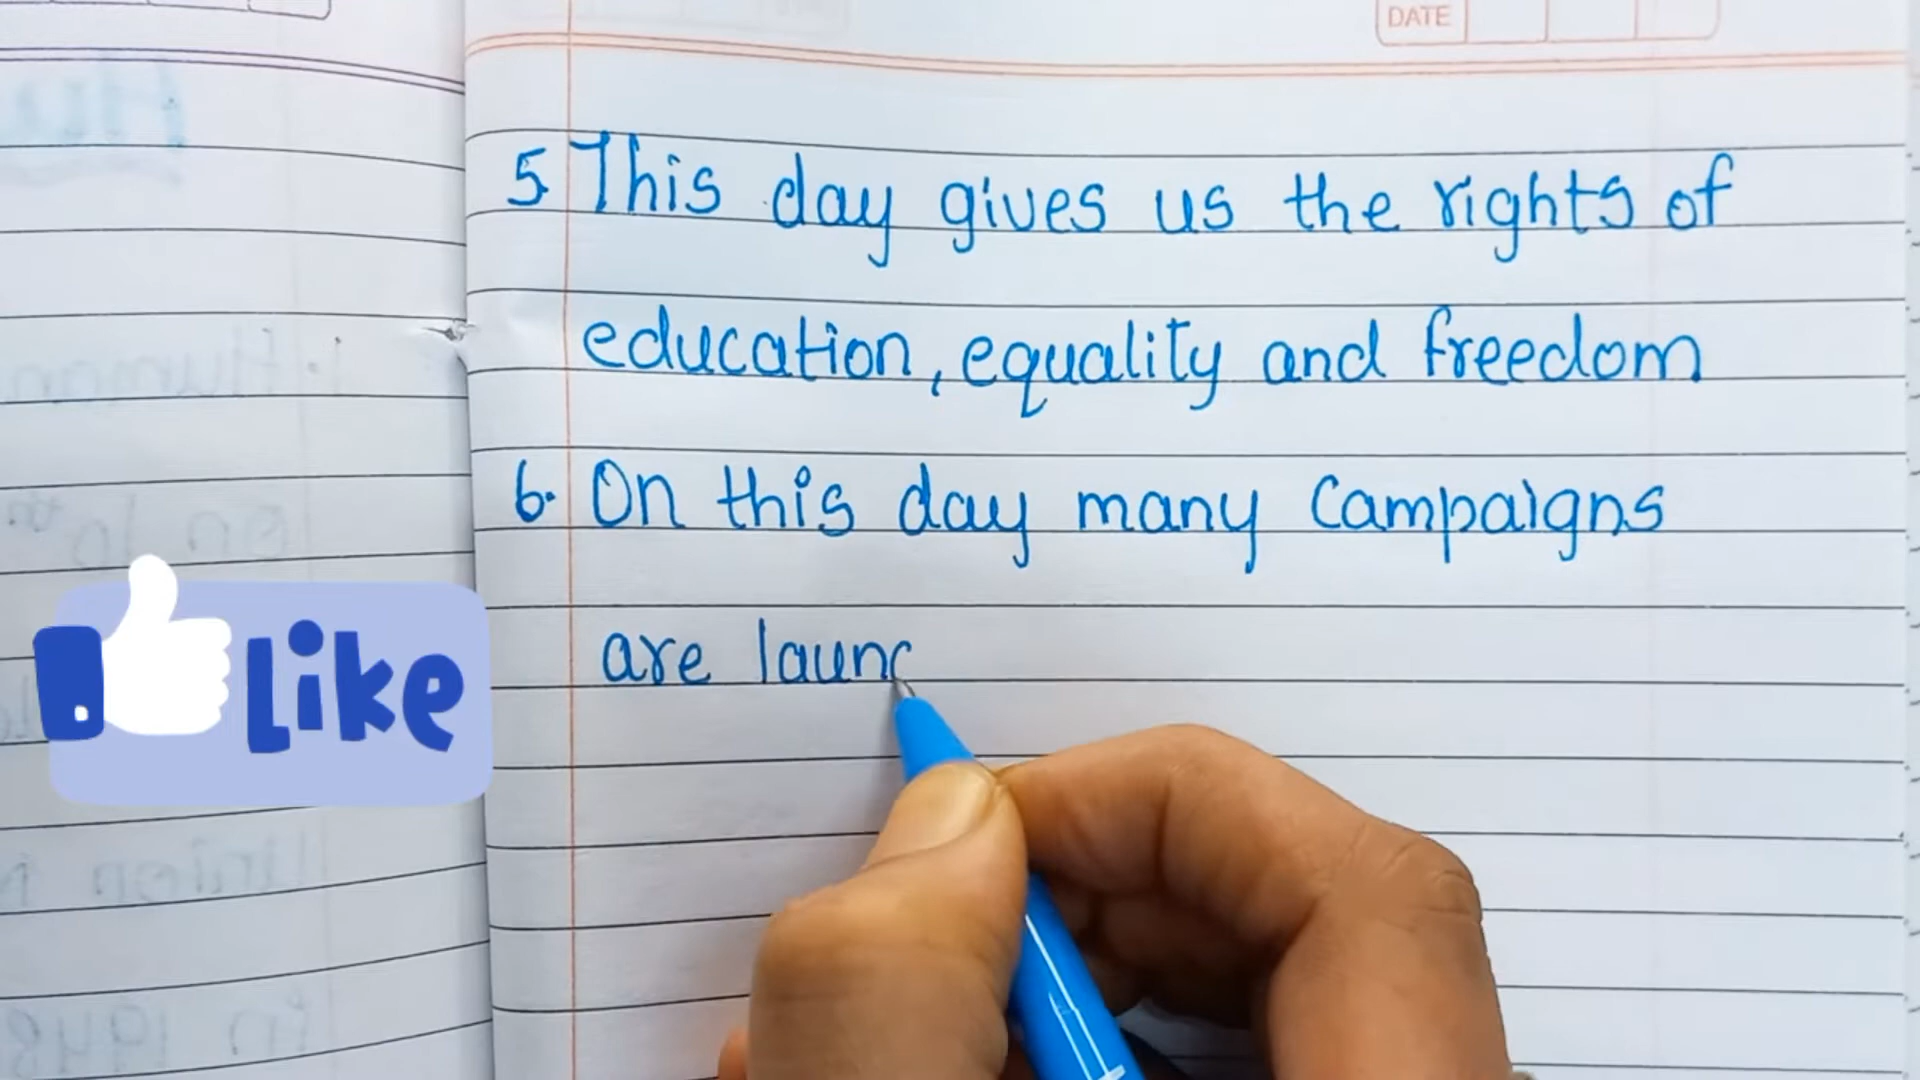 DATE
5. This day gives us the rights of
education, equality and freedom
6. On this day many Campaigns
are launc
Like